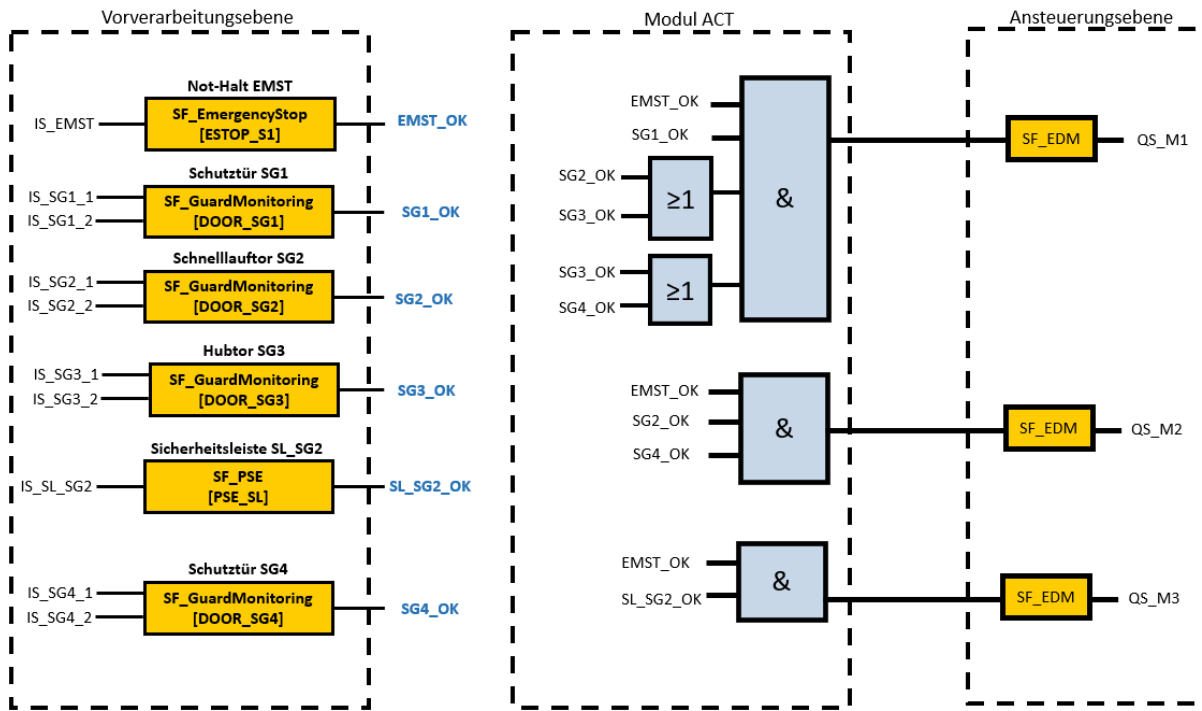 Vorverarbeitungsebene
Modul ACT
Ansteuerungsebene
Not-Halt EMST
IS_EMST
SF_EmergencyStop
[ESTOP_S1]
EMST_OK
Schutztür SG1
IS_SG1_1
IS_SG1_2
SF_GuardMonitoring
[DOOR_SG1]
SG1_OK
Schnelllauftor SG2
IS_SG2_1
IS_SG2_2
SF_GuardMonitoring
[DOOR_SG2]
SG2_OK
Hubtor SG3
IS_SG3_1
IS_SG3_2
SF_GuardMonitoring
[DOOR_SG3]
SG3_OK
Sicherheitsleiste SL_SG2
IS_SL_SG2
SF_PSE
[PSE_SL]
SL_SG2_OK
Schutztür SG4
IS_SG4_1
IS_SG4_2
SF_GuardMonitoring
[DOOR_SG4]
SG4_OK
EMST_OK
SG1_OK
SG2_OK
SG3_OK
≥1
SG3_OK
SG4_OK
≥1
&
SF_EDM
QS_M1
EMST_OK
SG2_OK
SG4_OK
&
SF_EDM
QS_M2
EMST_OK
SL_SG2_OK
&
SF_EDM
QS_M3